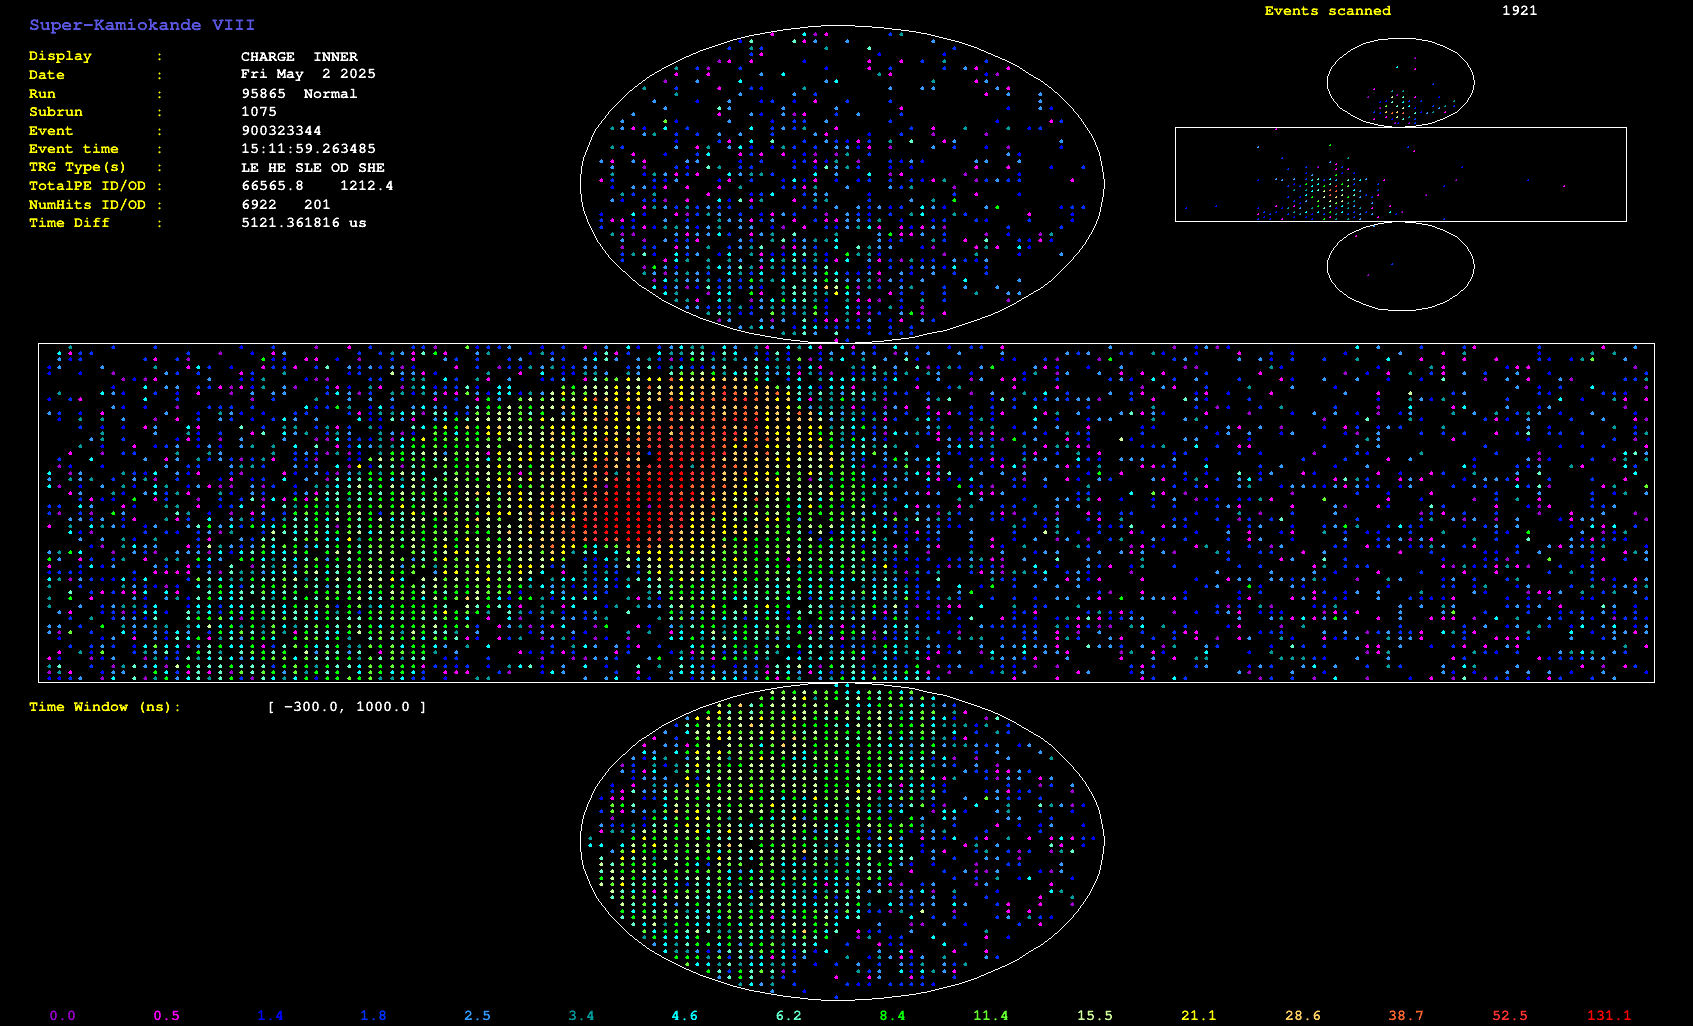 Super-Kamiokande VIII
Events scanned 1921
Display : CHARGE INNER
Date : Fri May 2 2025
Run : 95865 Normal
Subrun : 1075
Event : 900323344
Event time : 15:11:59.263485
TRG Type(s) : LE HE SLE OD SHE
TotalPE ID/OD : 66565.8 1212.4
NumHits ID/OD : 6922 201
Time Diff : 5121.361816 us
Time Window (ns): [ -300.0, 1000.0 ]
0.0 0.5 1.4 1.8 2.5 3.4 4.6 6.2 8.4 11.4 15.5 21.1 28.6 38.7 52.5 131.1